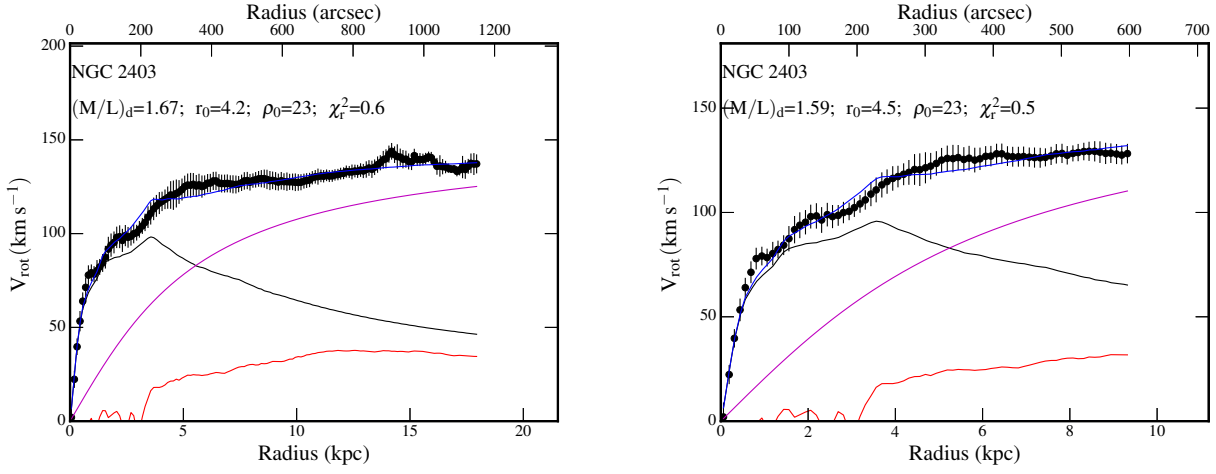 Radius (arcsec)
0 200 400 600 800 1000 1200
200
NGC 2403
(M/L)d=1.67; r0=4.2; ρ0=23; χr²=0.6
150
100
50
0
Vrot (km s−1)
0 5 10 15 20
Radius (kpc)
Radius (arcsec)
0 100 200 300 400 500 600 700
NGC 2403
(M/L)d=1.59; r0=4.5; ρ0=23; χr²=0.5
150
100
50
0
Vrot (km s−1)
0 2 4 6 8 10
Radius (kpc)